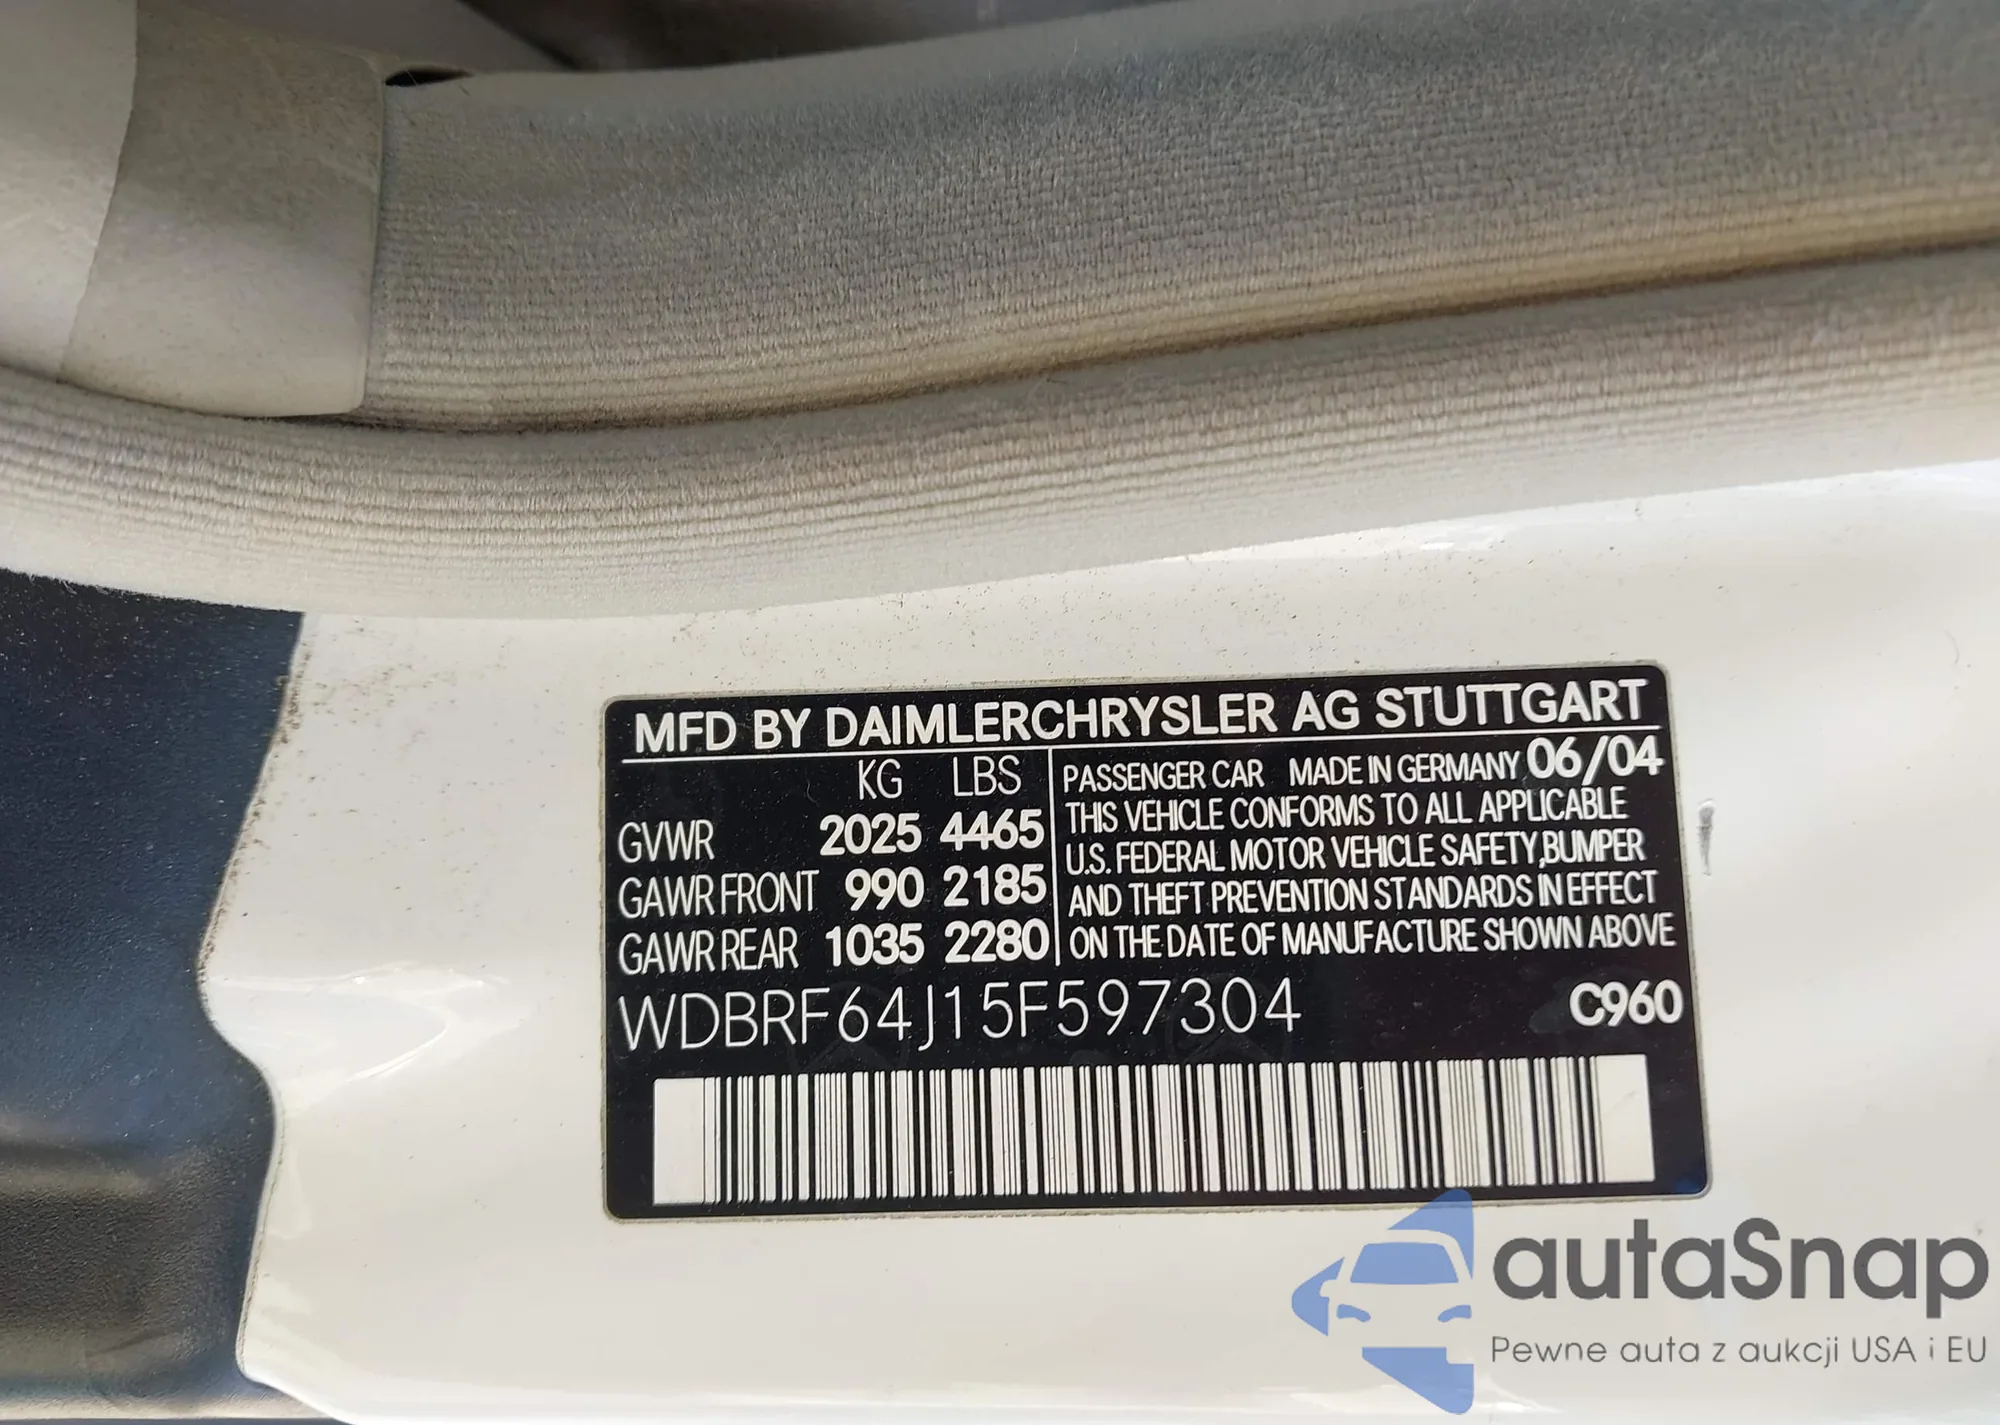 MFD BY DAIMLERCHRYSLER AG STUTTGART
KG LBS
GVWR 2025 4465
GAWR FRONT 990 2185
GAWR REAR 1035 2280
PASSENGER CAR MADE IN GERMANY 06/04
THIS VEHICLE CONFORMS TO ALL APPLICABLE
U.S. FEDERAL MOTOR VEHICLE SAFETY,BUMPER
AND THEFT PREVENTION STANDARDS IN EFFECT
ON THE DATE OF MANUFACTURE SHOWN ABOVE
WDBRF64J15F597304 C960
autaSnap
Pewne auta z aukcji USA i EU